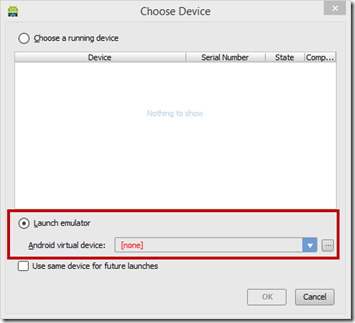 Choose Device
Choose a running device
Device Serial Number State Comp...
Nothing to show
Launch emulator
Android virtual device: [none]
...
Use same device for future launches
OK Cancel